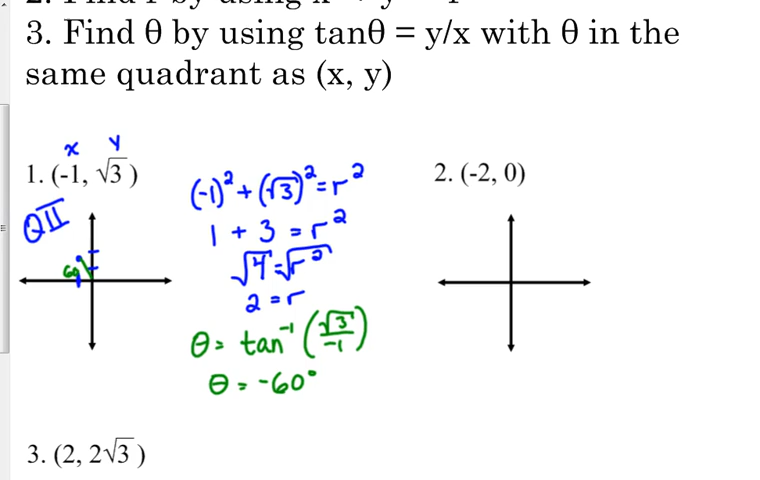 3. Find θ by using tanθ = y/x with θ in the
same quadrant as (x, y)
x y
1. (-1, √3 )
QII
60
(-1)² + (√3)² = r²
1 + 3 = r²
√4 = √r²
2 = r
θ = tan⁻¹ (√3/-1)
θ = -60°
2. (-2, 0)
3. (2, 2√3 )